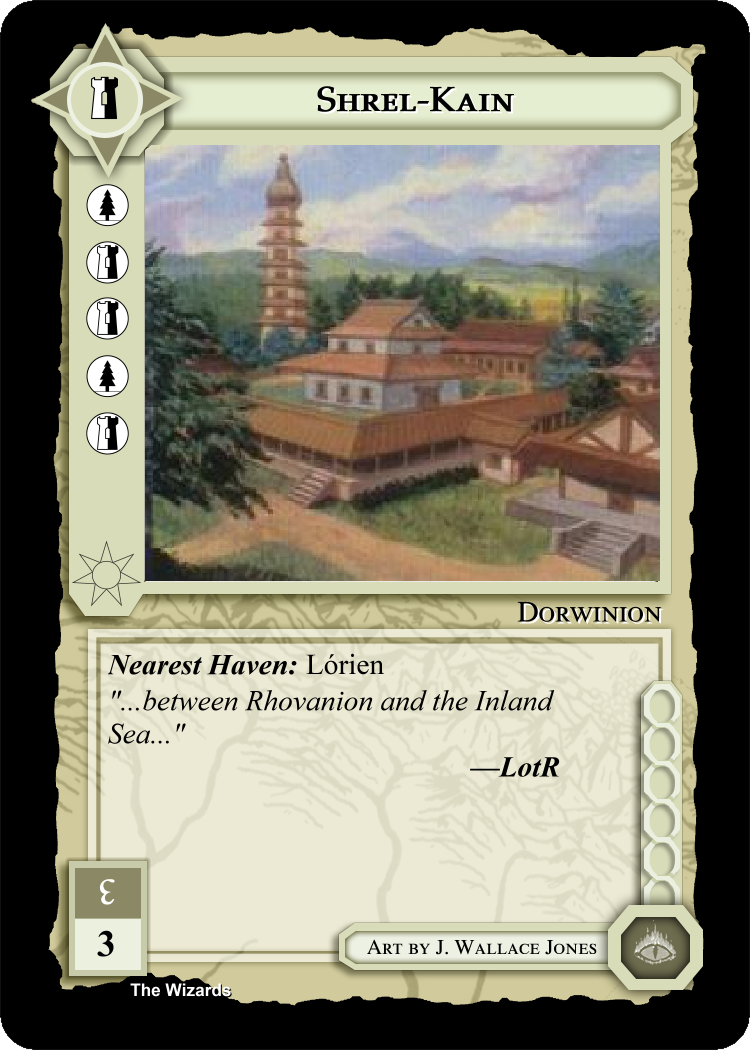 Shrel-Kain
Dorwinion
Nearest Haven: Lórien
"...between Rhovanion and the Inland
Sea..."
—LotR
3
Art by J. Wallace Jones
The Wizards